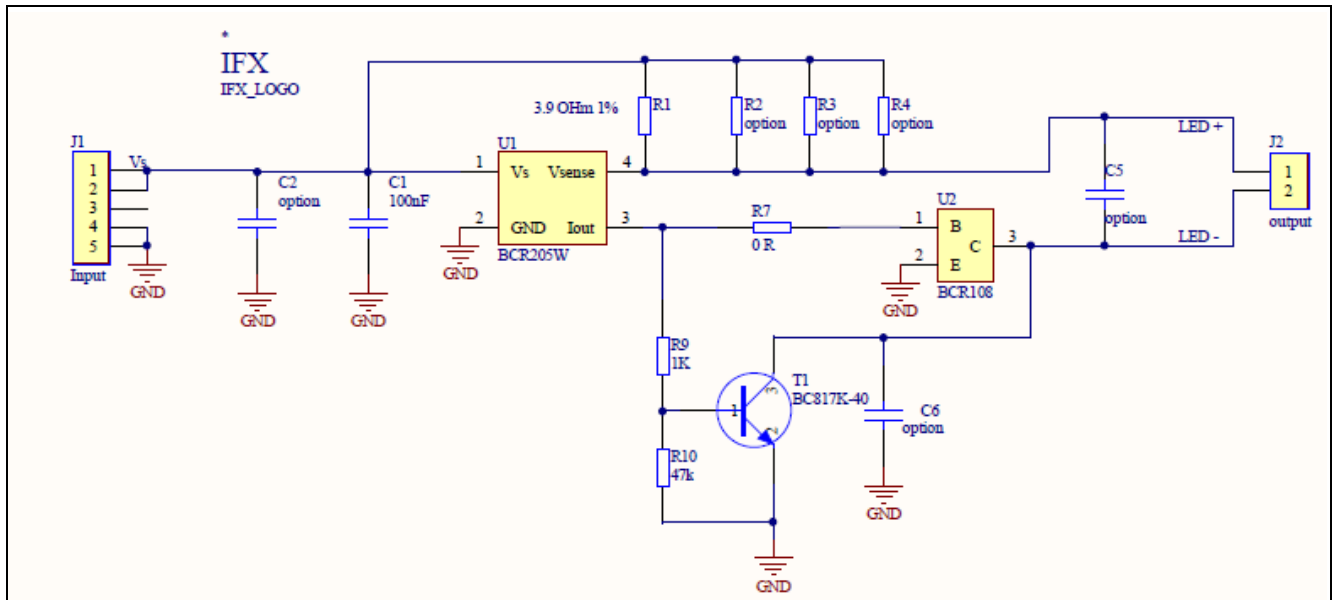 *
IFX
IFX_LOGO
J1
1
2
3
4
5
Input
Vs
GND
C2
option
GND
C1
100nF
GND
3.9 OHm 1%
R1
R2
option
R3
option
R4
option
U1
1
Vs
Vsense
4
2
GND
Iout
3
BCR205W
GND
R7
0 R
U2
1
B
C
3
2
E
BCR108
GND
C5
option
LED +
LED -
J2
1
2
output
R9
1K
R10
47k
T1
BC817K-40
1
3
2
C6
option
GND
GND